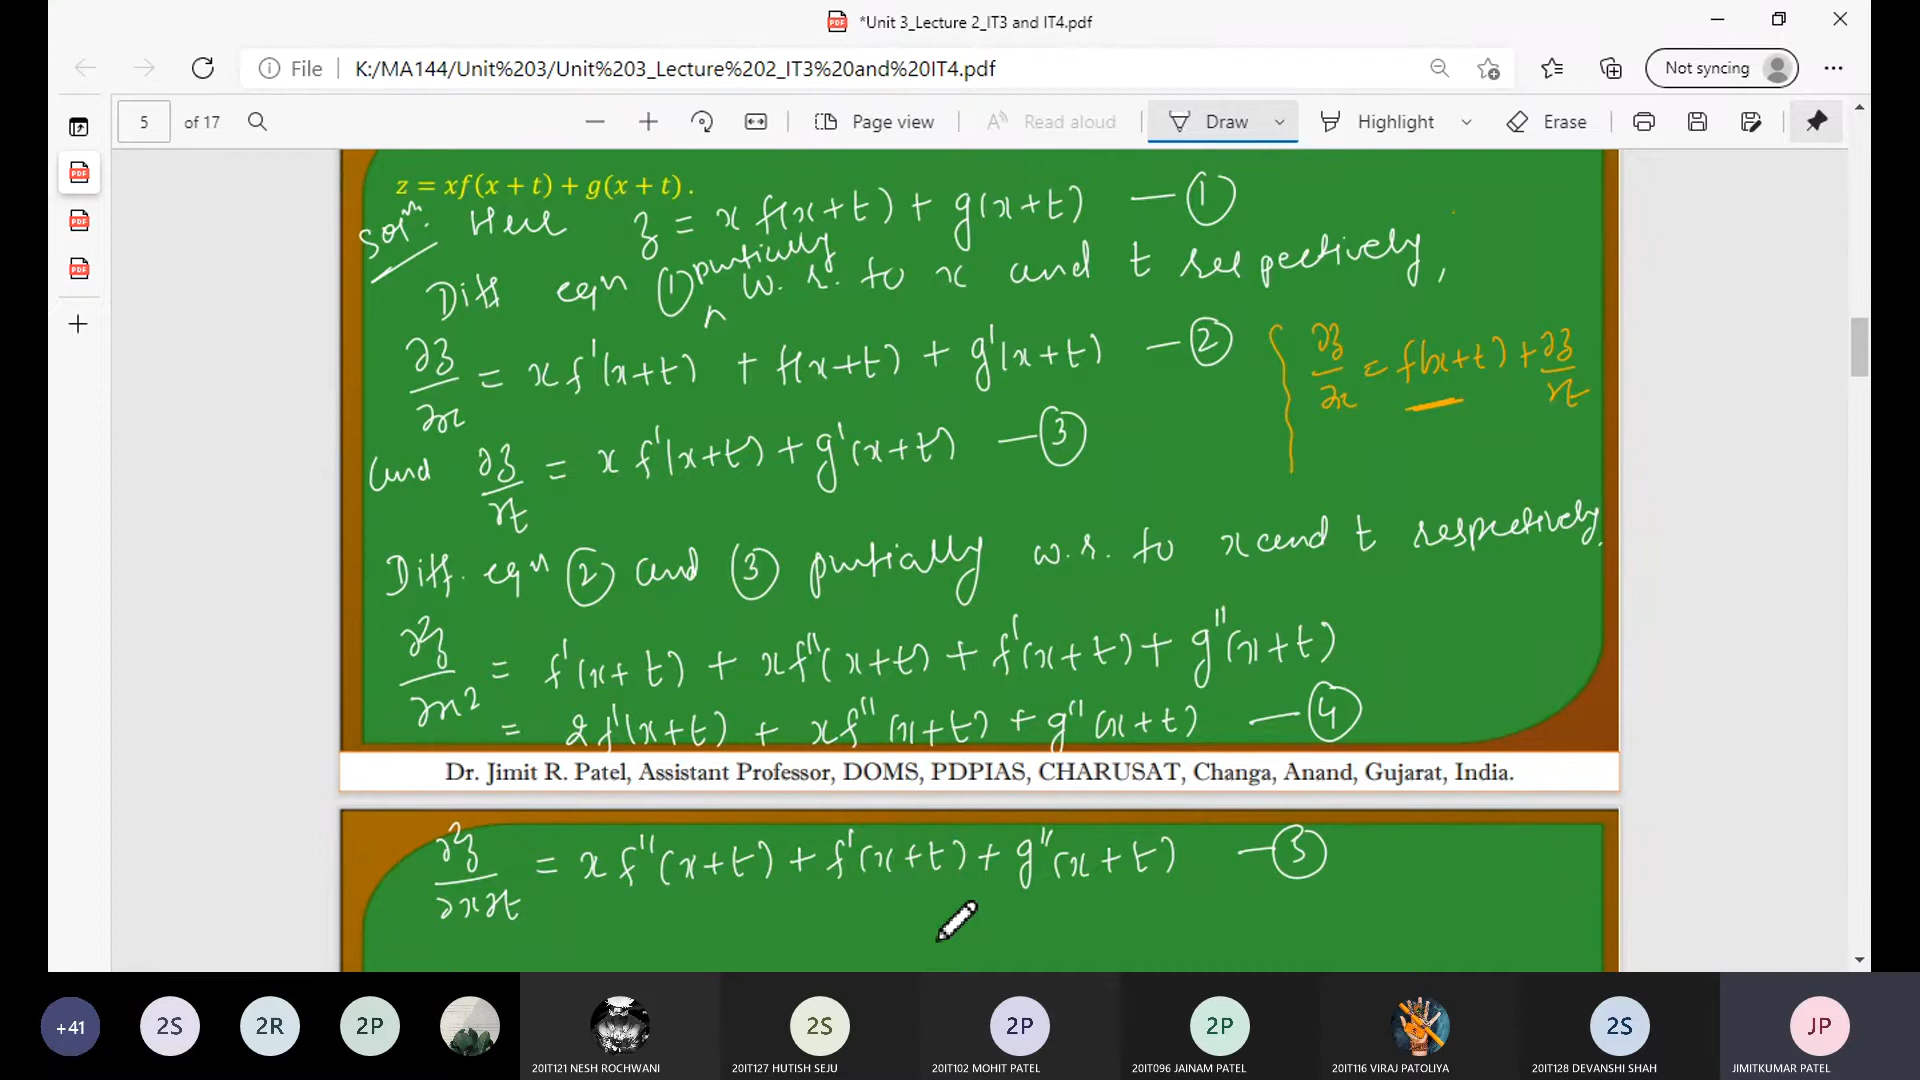 *Unit 3_Lecture 2_IT3 and IT4.pdf
File | K:/MA144/Unit%203/Unit%203_Lecture%202_IT3%20and%20IT4.pdf Not syncing
5 of 17 Page view Read aloud Draw Highlight Erase
z = xf(x + t) + g(x + t).
Solⁿ. Here z = x f(x+t) + g(x+t) — ①
Diff eqn ① partially w.r. to x and t respectively,
∂z/∂x = x f'(x+t) + f(x+t) + g'(x+t) — ②
{ ∂z/∂x = f(x+t) + ∂z/∂t
and ∂z/∂t = x f'(x+t) + g'(x+t) — ③
Diff. eqn ② and ③ partially w.r. to x and t respectively.
∂²z/∂x² = f'(x+t) + x f''(x+t) + f'(x+t) + g''(x+t)
= 2f'(x+t) + x f''(x+t) + g''(x+t) — ④
Dr. Jimit R. Patel, Assistant Professor, DOMS, PDPIAS, CHARUSAT, Changa, Anand, Gujarat, India.
∂²z/∂x∂t = x f''(x+t) + f'(x+t) + g''(x+t) — ③
+41 2S 2R 2P 2S 2P 2P 2S JP
20IT121 NESH ROCHWANI 20IT127 HUTISH SEJU 20IT102 MOHIT PATEL 20IT096 JAINAM PATEL 20IT116 VIRAJ PATOLIYA 20IT128 DEVANSHI SHAH JIMITKUMAR PATEL